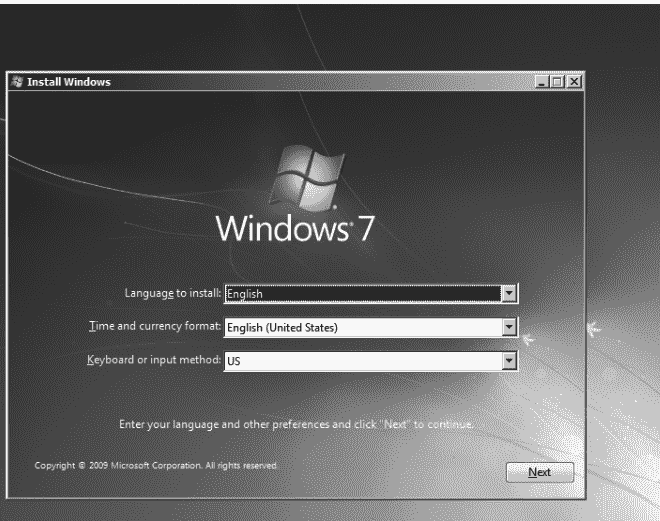 Install Windows
Windows 7
Language to install: English
Time and currency format: English (United States)
Keyboard or input method: US
Enter your language and other preferences and click "Next" to continue.
Copyright © 2009 Microsoft Corporation. All rights reserved.
Next